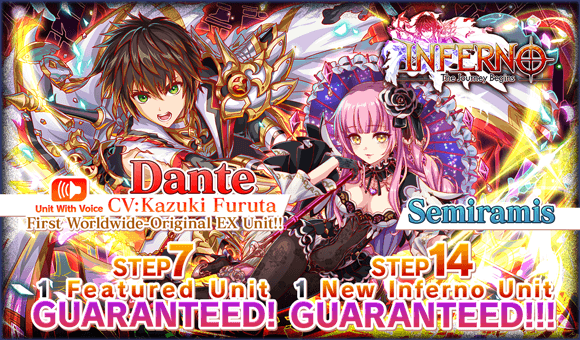 INFERNO
The Journey Begins
Dante
Unit With Voice CV:Kazuki Furuta
First Worldwide-Original EX Unit!!
Semiramis
STEP7
1 Featured Unit
GUARANTEED!
STEP14
1 New Inferno Unit
GUARANTEED!!!